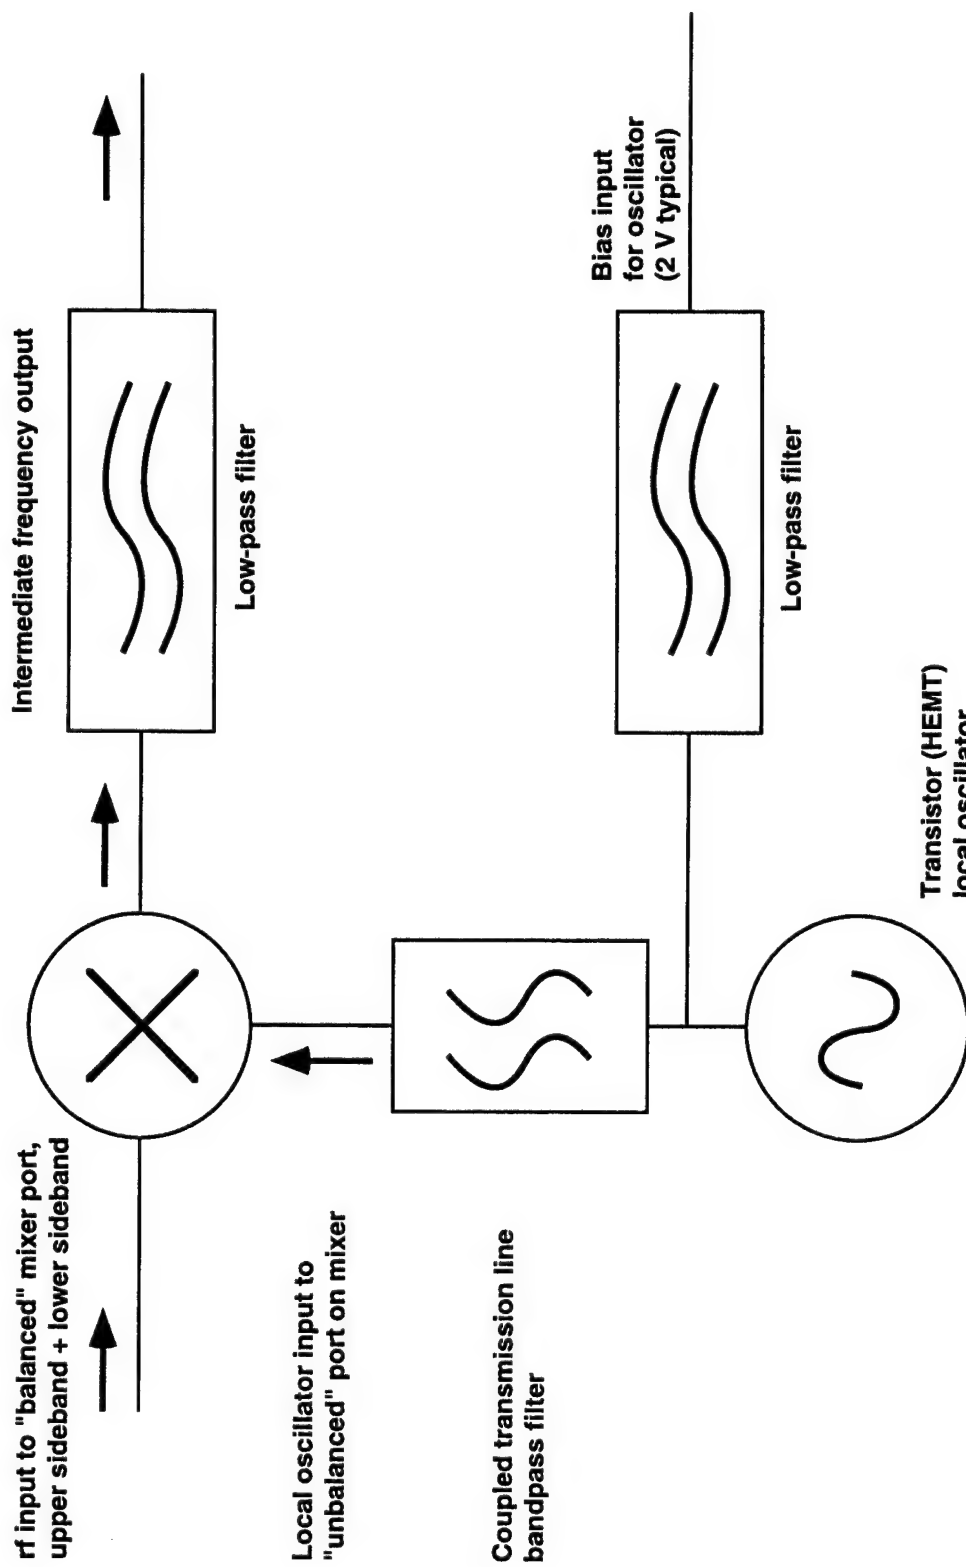 rf input to "balanced" mixer port,
upper sideband + lower sideband
Intermediate frequency output
Low-pass filter
Local oscillator input to
"unbalanced" port on mixer
Coupled transmission line
bandpass filter
Bias input
for oscillator
(2 V typical)
Low-pass filter
Transistor (HEMT)
local oscillator